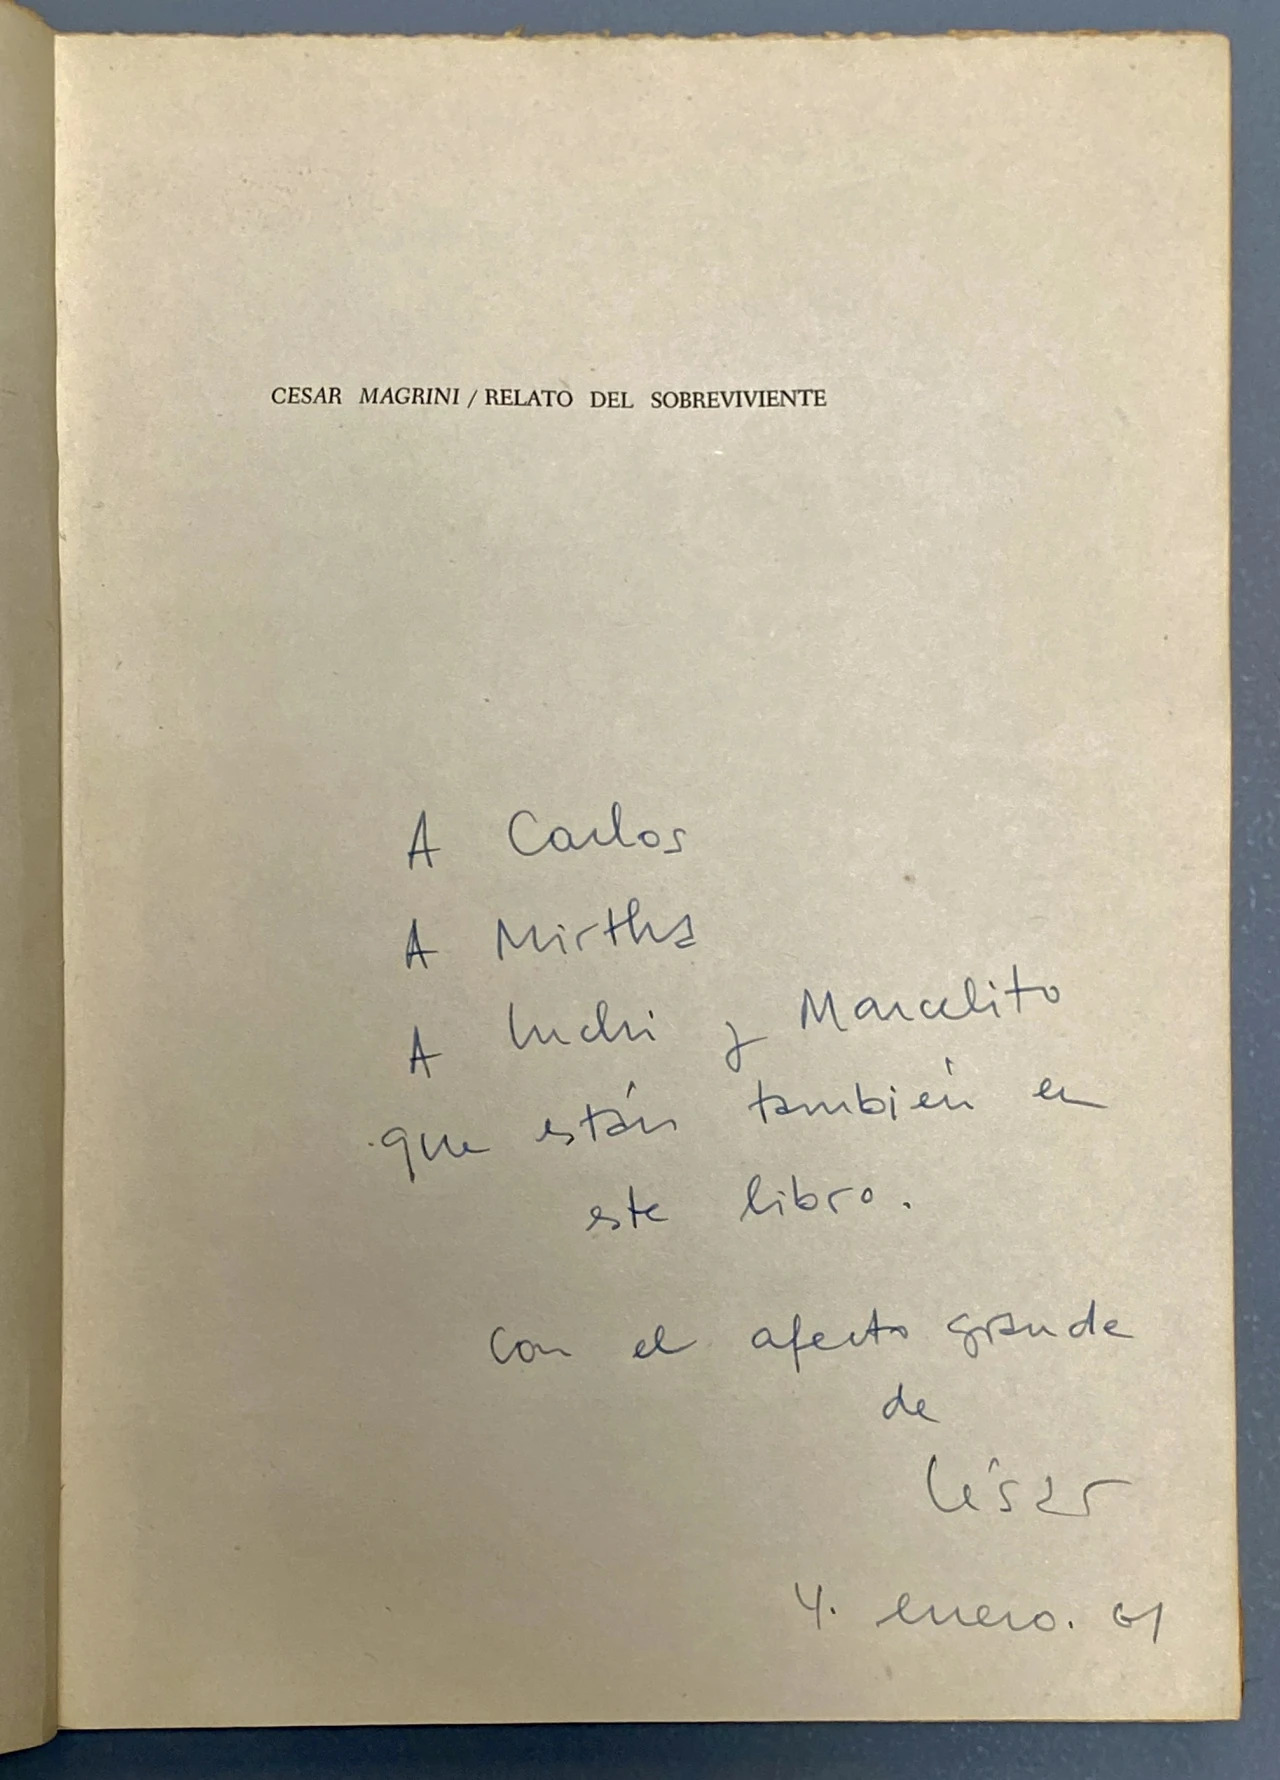 CESAR MAGRINI / RELATO DEL SOBREVIVIENTE
A Carlos
A Mirtha
A Luchi y Marcelito
que están también en
este libro.
Con el afecto grande
de
César
4. enero. 61